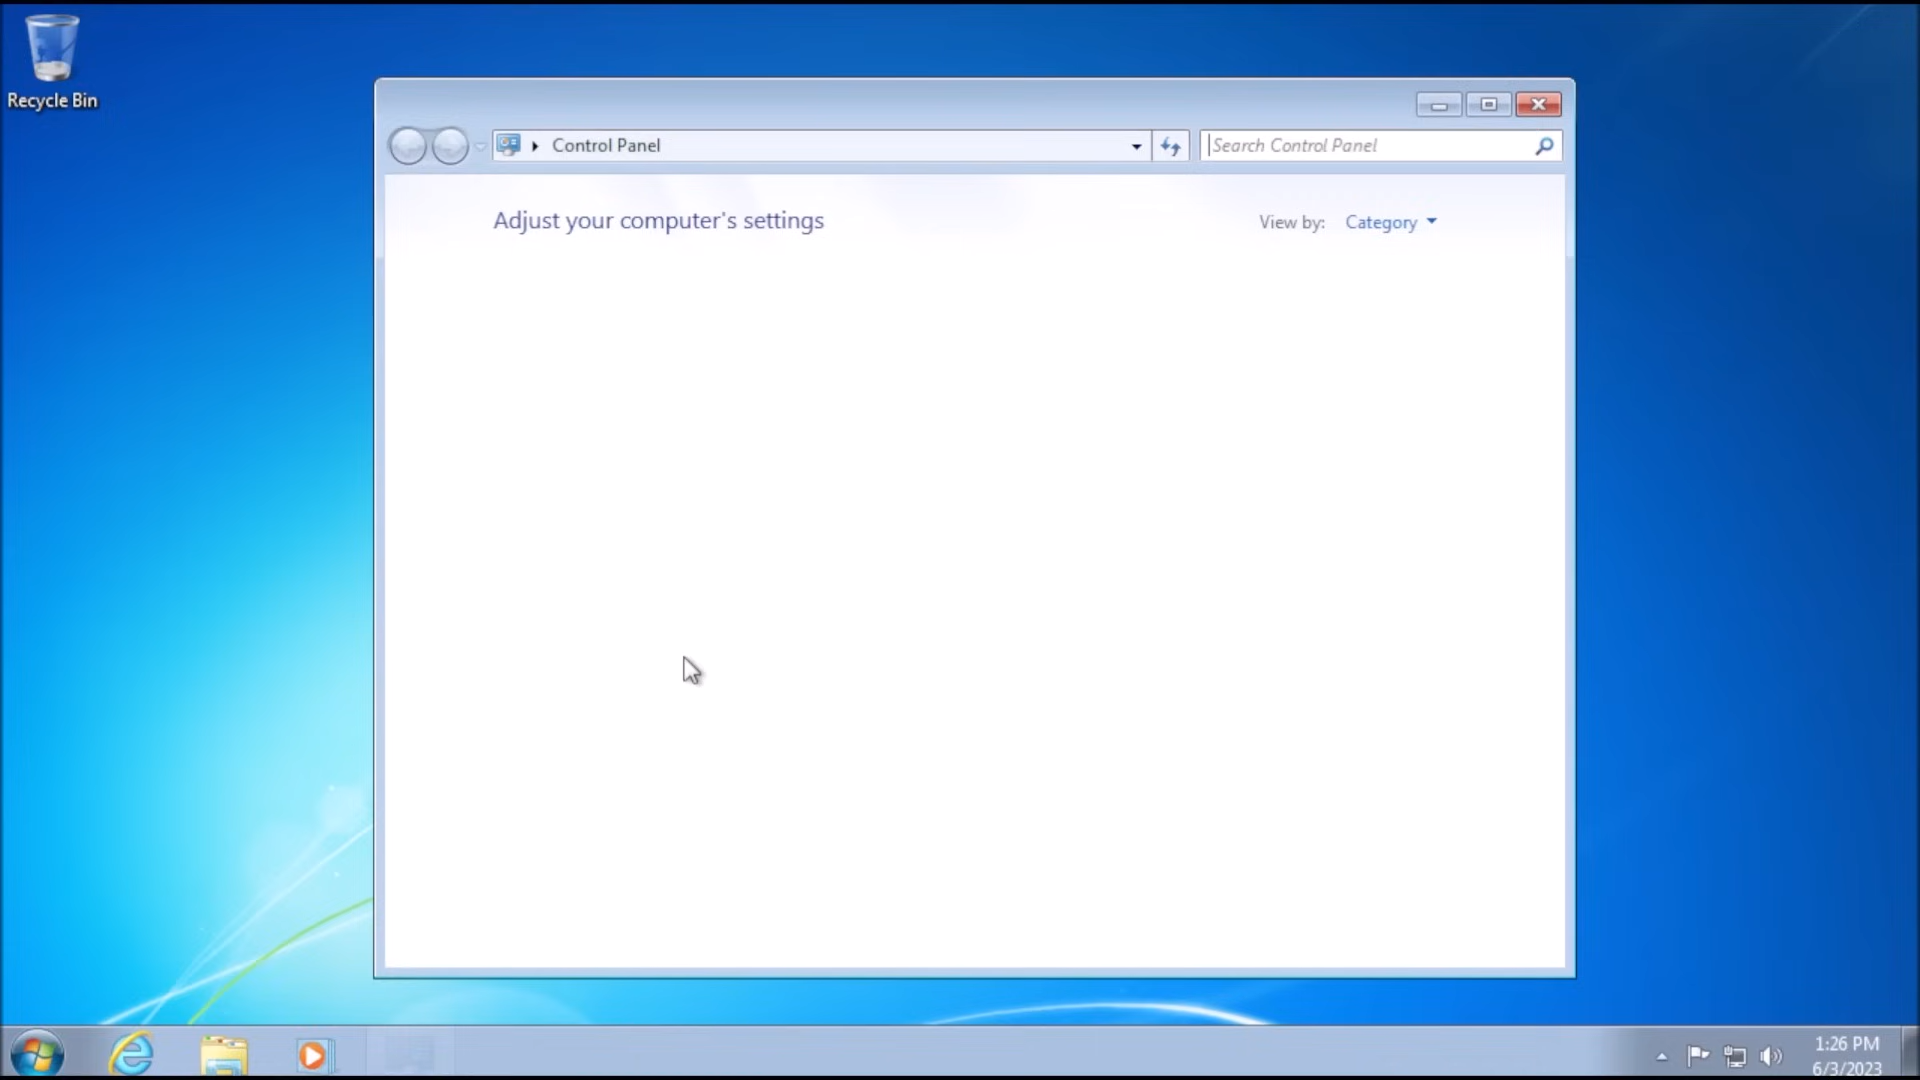 Recycle Bin
Control Panel
Search Control Panel
Adjust your computer's settings
View by: Category
1:26 PM
6/3/2023